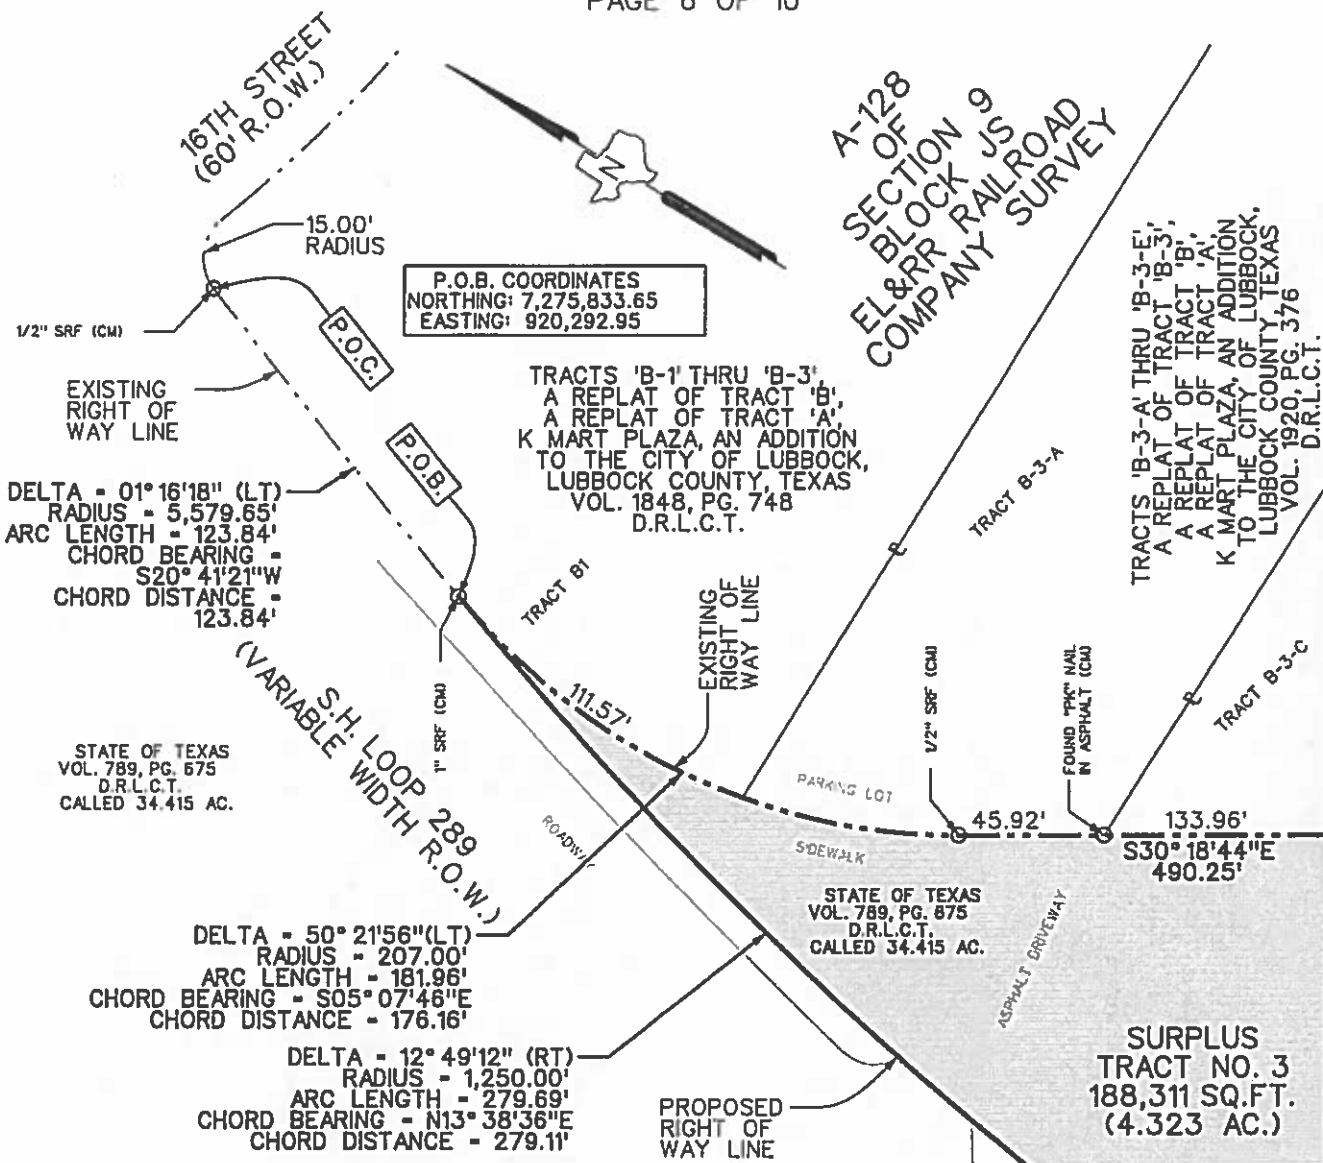 PAGE 6 OF 10
16TH STREET
(60' R.O.W.)
15.00'
RADIUS
N
P.O.B. COORDINATES
NORTHING: 7,275,833.65
EASTING: 920,292.95
A-128
OF
SECTION 9
BLOCK JS
EL&RR RAILROAD
COMPANY SURVEY
1/2" SRF (CM)
P.O.C.
EXISTING
RIGHT OF
WAY LINE
P.O.B.
TRACTS 'B-1' THRU 'B-3',
A REPLAT OF TRACT 'B',
A REPLAT OF TRACT 'A',
K MART PLAZA, AN ADDITION
TO THE CITY OF LUBBOCK,
LUBBOCK COUNTY, TEXAS
VOL. 1848, PG. 748
D.R.L.C.T.
TRACTS 'B-3-A' THRU 'B-3-E',
A REPLAT OF TRACT 'B-3',
A REPLAT OF TRACT 'B',
A REPLAT OF TRACT 'A',
K MART PLAZA, AN ADDITION
TO THE CITY OF LUBBOCK,
LUBBOCK COUNTY, TEXAS
VOL. 1920, PG. 376
D.R.L.C.T.
DELTA = 01°16'18" (LT)
RADIUS = 5,579.65'
ARC LENGTH = 123.84'
CHORD BEARING =
S20°41'21"W
CHORD DISTANCE =
123.84'
TRACT B1
TRACT B-3-A
TRACT B-3-C
EXISTING
RIGHT OF
WAY LINE
1" SRF (CM)
1/2" SRF (CM)
FOUND "PK" NAIL
IN ASPHALT (CM)
S.H. LOOP 289
(VARIABLE WIDTH R.O.W.)
111.57'
STATE OF TEXAS
VOL. 789, PG. 675
D.R.L.C.T.
CALLED 34.415 AC.
PARKING LOT
SIDEWALK
ROADWAY
45.92'
133.96'
S30°18'44"E
490.25'
STATE OF TEXAS
VOL. 789, PG. 675
D.R.L.C.T.
CALLED 34.415 AC.
ASPHALT DRIVEWAY
DELTA = 50°21'56"(LT)
RADIUS = 207.00'
ARC LENGTH = 181.96'
CHORD BEARING = S05°07'46"E
CHORD DISTANCE = 176.16'
DELTA = 12°49'12" (RT)
RADIUS = 1,250.00'
ARC LENGTH = 279.69'
CHORD BEARING = N13°38'36"E
CHORD DISTANCE = 279.11'
PROPOSED
RIGHT OF
WAY LINE
SURPLUS
TRACT NO. 3
188,311 SQ.FT.
(4.323 AC.)